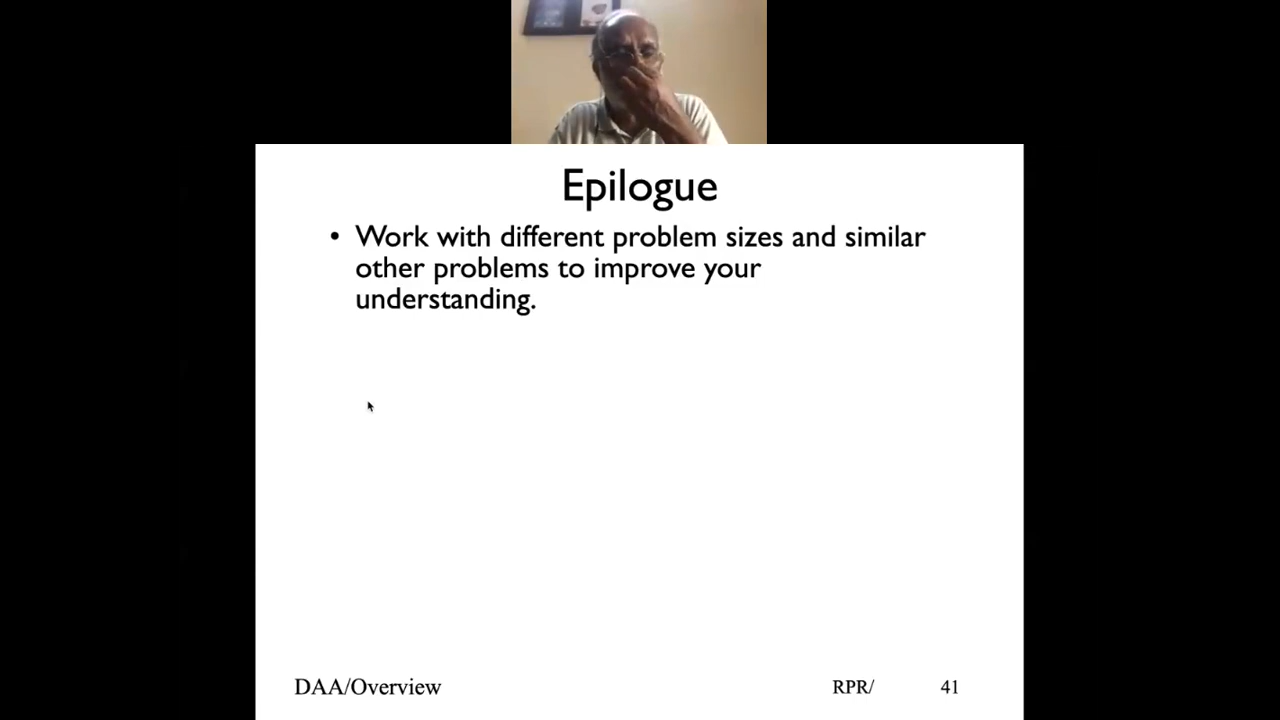 Epilogue
• Work with different problem sizes and similar
other problems to improve your
understanding.
DAA/Overview RPR/ 41